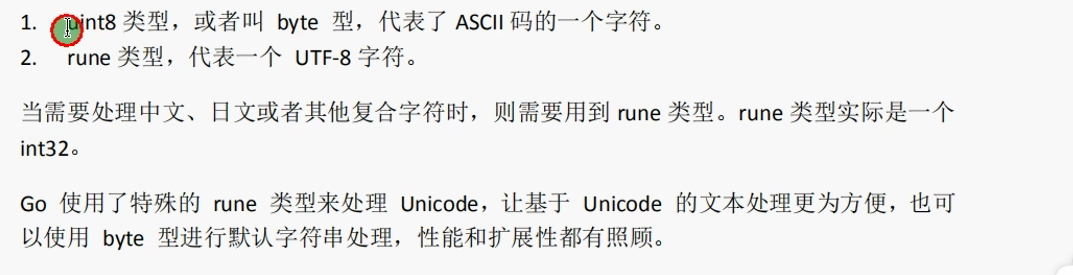 1. uint8 类型，或者叫 byte 型，代表了 ASCII 码的一个字符。
2. rune 类型，代表一个 UTF-8 字符。
当需要处理中文、日文或者其他复合字符时，则需要用到 rune 类型。rune 类型实际是一个
int32。
Go 使用了特殊的 rune 类型来处理 Unicode，让基于 Unicode 的文本处理更为方便，也可
以使用 byte 型进行默认字符串处理，性能和扩展性都有照顾。